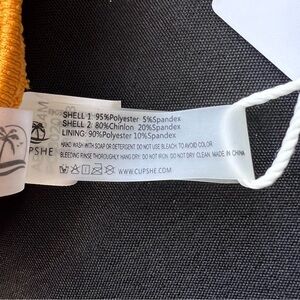 SHELL 1: 95%Polyester 5%Spandex
SHELL 2: 80%Chinlon 20%Spandex
LINING: 90%Polyester 10%Spandex
HAND WASH WITH SOAP OR DETERGENT DO NOT USE BLEACH. TO AVOID COLOR
BLEEDING RINSE THOROUGHLY. HANG DRY. DO NOT IRON. DO NOT DRY CLEAN. MADE IN CHINA
WWW.CUPSHE.COM
UPSHE